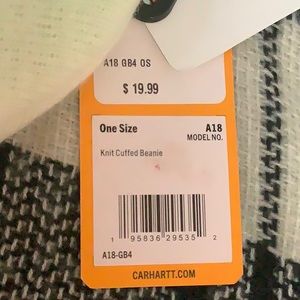 A18 GB4 OS
$ 19.99
One Size
A18
MODEL NO.
Knit Cuffed Beanie
1 95836 29535 2
A18-GB4
CARHARTT.COM